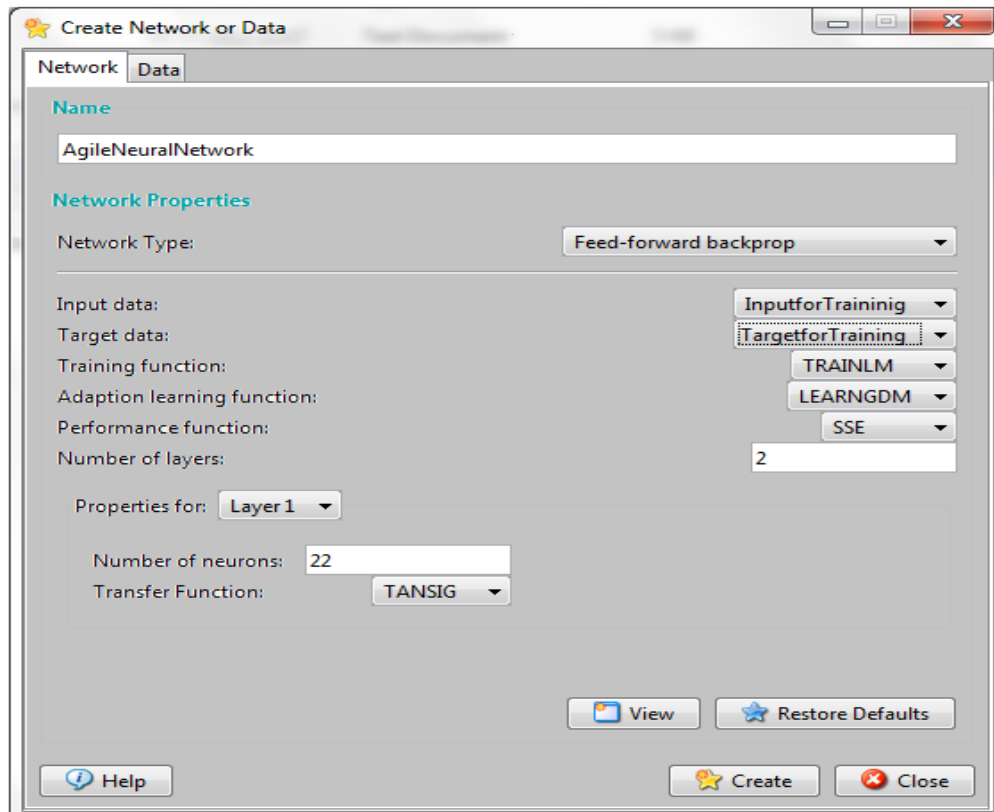 Create Network or Data
Network Data
Name
AgileNeuralNetwork
Network Properties
Network Type: Feed-forward backprop
Input data: InputforTraininig
Target data: TargetforTraining
Training function: TRAINLM
Adaption learning function: LEARNGDM
Performance function: SSE
Number of layers: 2
Properties for: Layer 1
Number of neurons: 22
Transfer Function: TANSIG
View Restore Defaults
Help Create Close